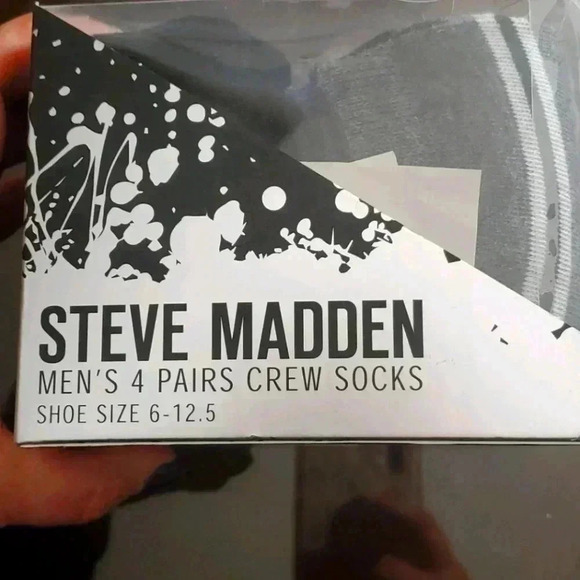 STEVE MADDEN
MEN'S 4 PAIRS CREW SOCKS
SHOE SIZE 6-12.5